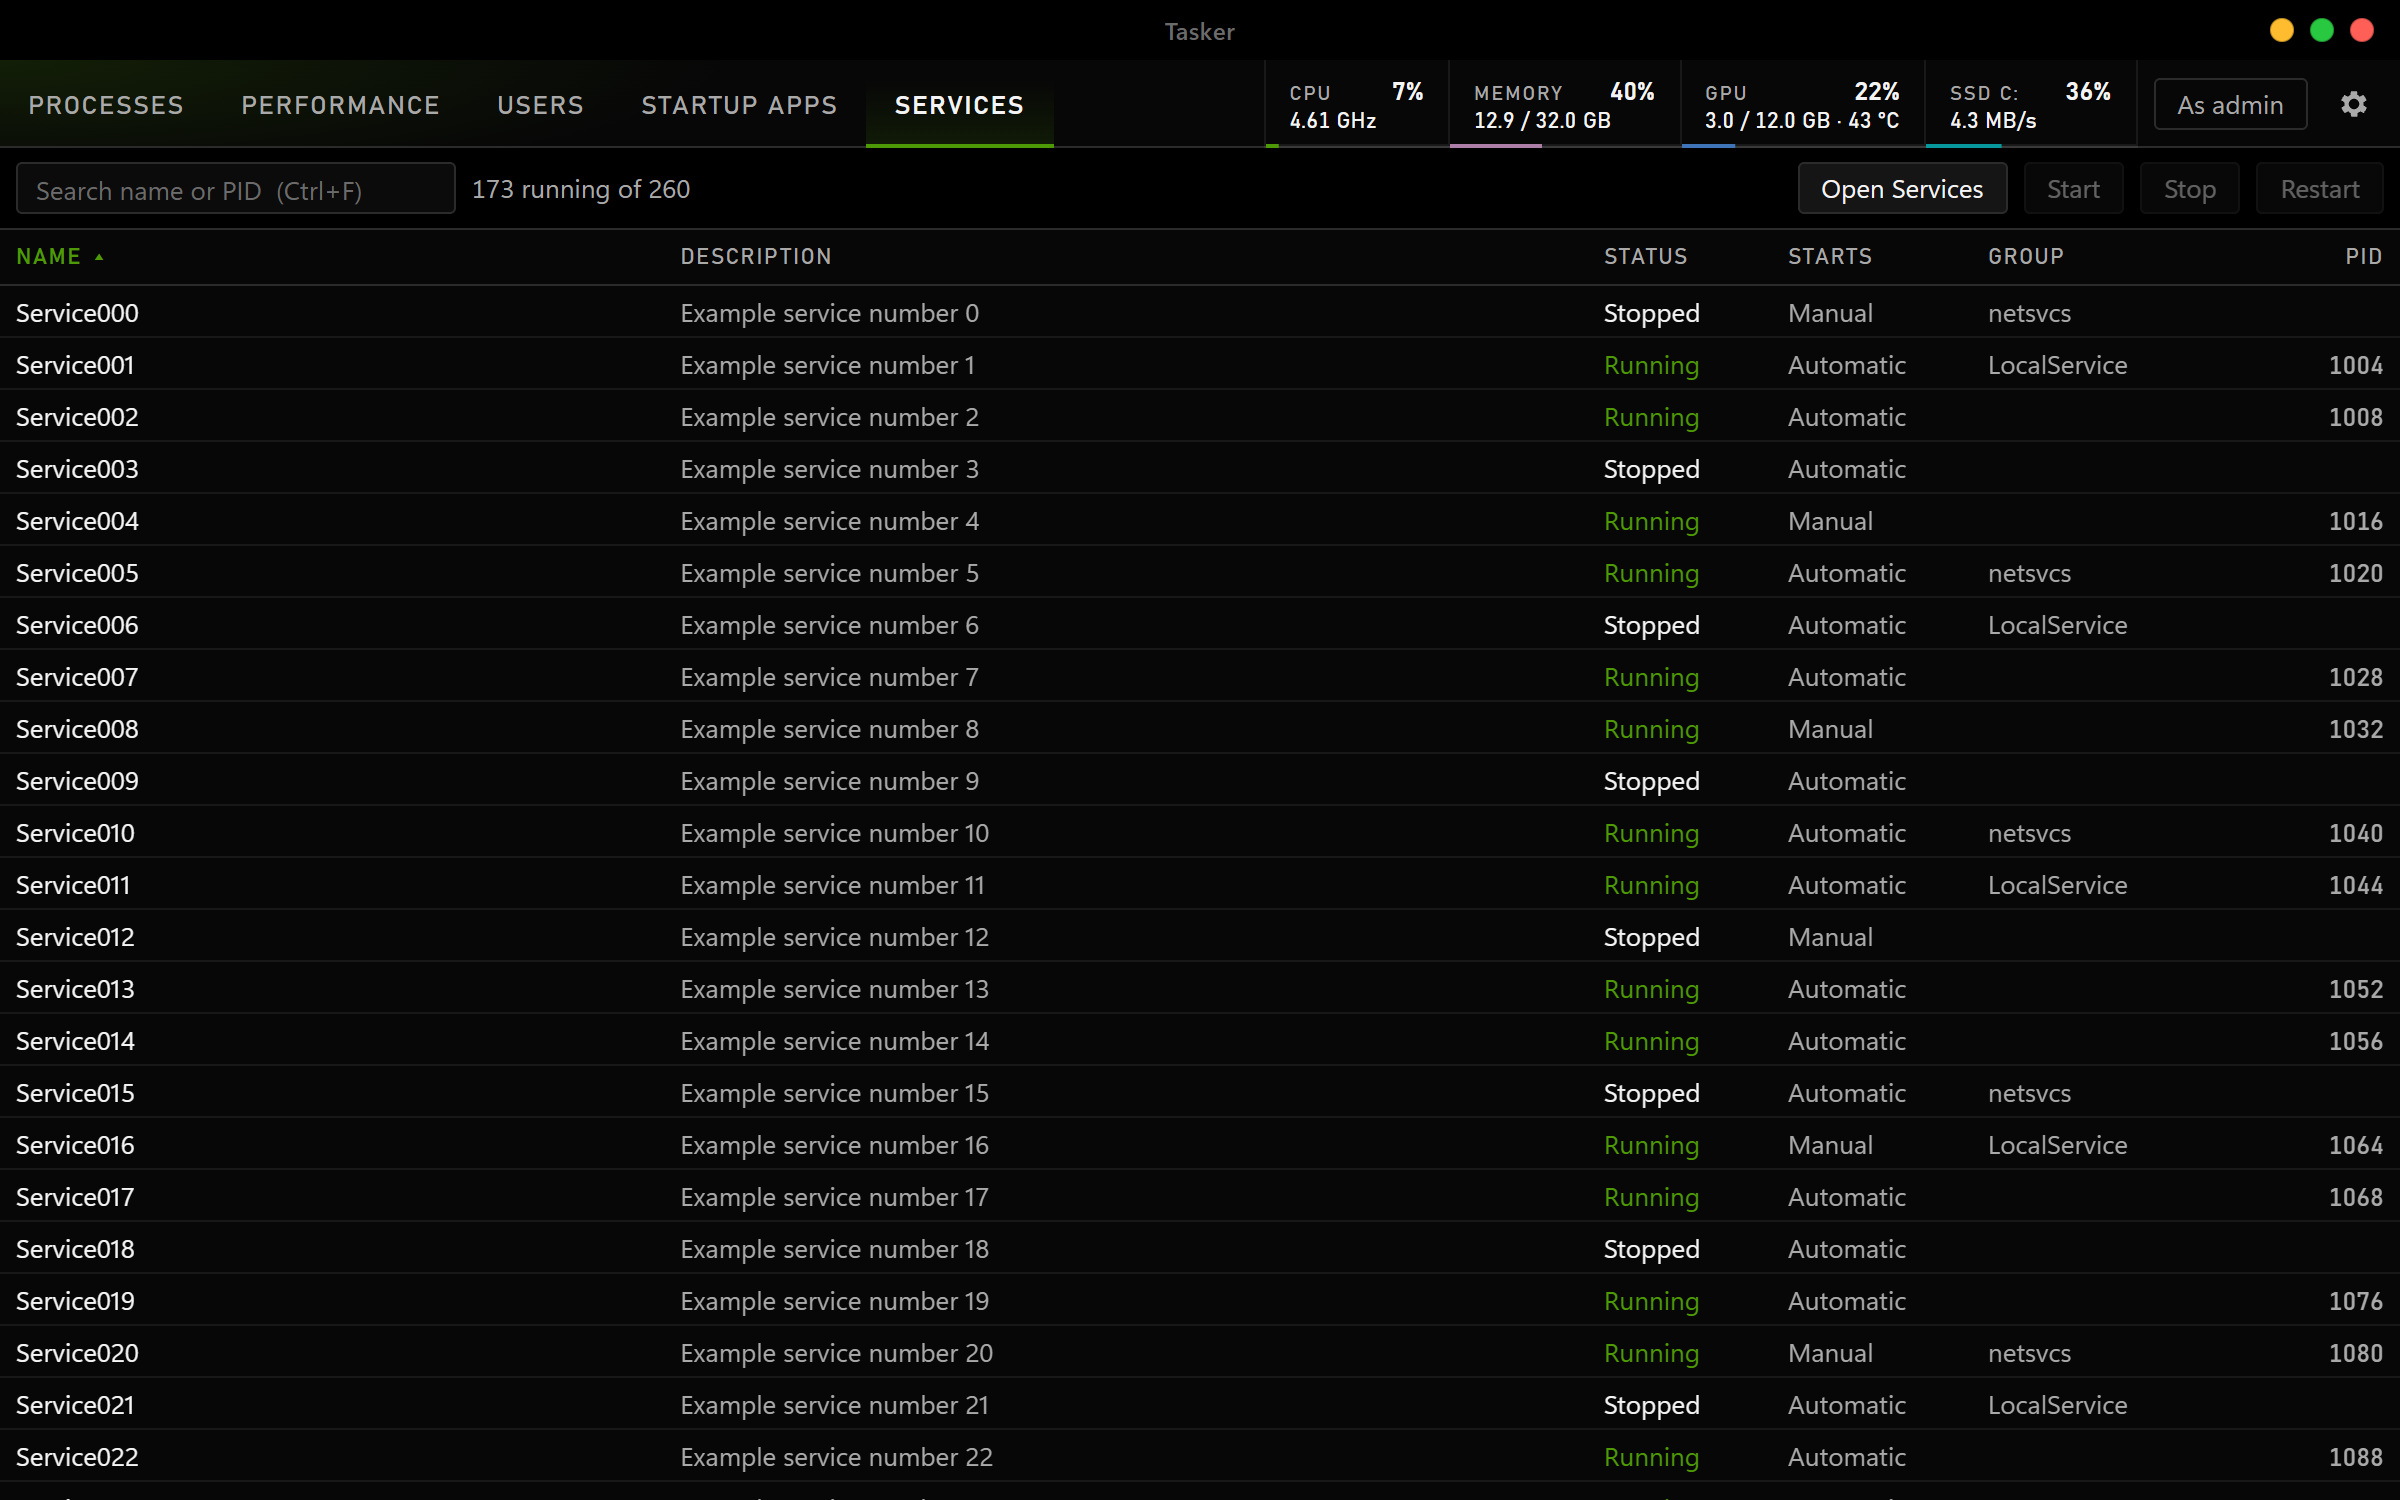 Tasker
PROCESSES PERFORMANCE USERS STARTUP APPS SERVICES
CPU 7%
4.61 GHz
MEMORY 40%
12.9 / 32.0 GB
GPU 22%
3.0 / 12.0 GB · 43 °C
SSD C: 36%
4.3 MB/s
As admin
Search name or PID (Ctrl+F) 173 running of 260 Open Services Start Stop Restart
NAME DESCRIPTION STATUS STARTS GROUP PID
Service000 Example service number 0 Stopped Manual netsvcs
Service001 Example service number 1 Running Automatic LocalService 1004
Service002 Example service number 2 Running Automatic 1008
Service003 Example service number 3 Stopped Automatic
Service004 Example service number 4 Running Manual 1016
Service005 Example service number 5 Running Automatic netsvcs 1020
Service006 Example service number 6 Stopped Automatic LocalService
Service007 Example service number 7 Running Automatic 1028
Service008 Example service number 8 Running Manual 1032
Service009 Example service number 9 Stopped Automatic
Service010 Example service number 10 Running Automatic netsvcs 1040
Service011 Example service number 11 Running Automatic LocalService 1044
Service012 Example service number 12 Stopped Manual
Service013 Example service number 13 Running Automatic 1052
Service014 Example service number 14 Running Automatic 1056
Service015 Example service number 15 Stopped Automatic netsvcs
Service016 Example service number 16 Running Manual LocalService 1064
Service017 Example service number 17 Running Automatic 1068
Service018 Example service number 18 Stopped Automatic
Service019 Example service number 19 Running Automatic 1076
Service020 Example service number 20 Running Manual netsvcs 1080
Service021 Example service number 21 Stopped Automatic LocalService
Service022 Example service number 22 Running Automatic 1088